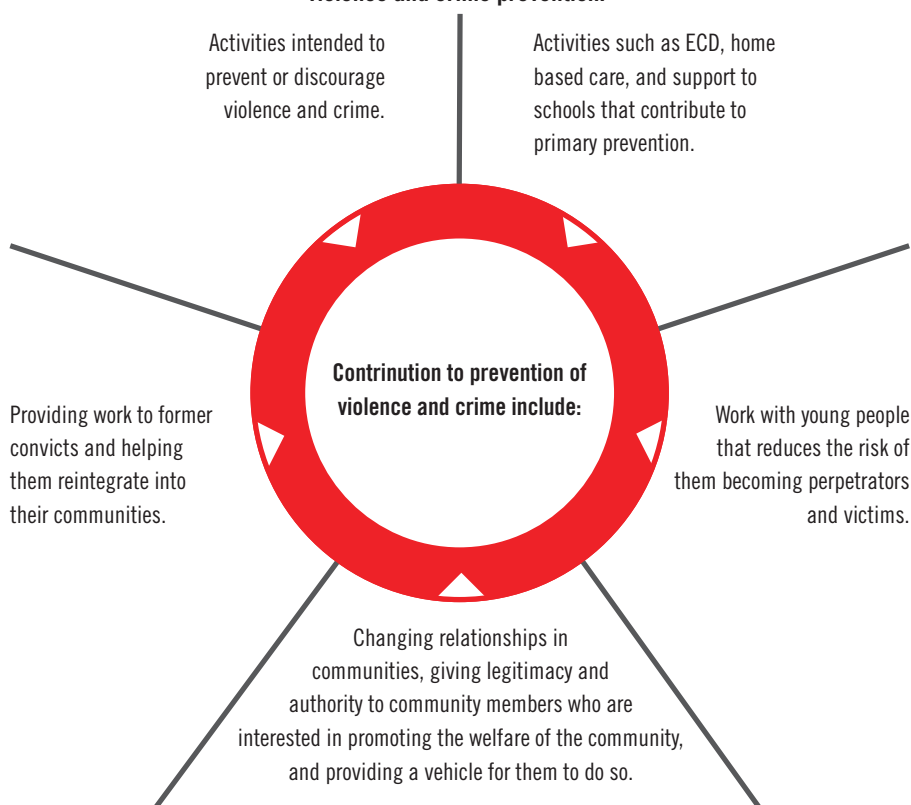 violence and crime prevention.
Activities intended to
prevent or discourage
violence and crime.
Activities such as ECD, home
based care, and support to
schools that contribute to
primary prevention.
Contrinution to prevention of
violence and crime include:
Providing work to former
convicts and helping
them reintegrate into
their communities.
Work with young people
that reduces the risk of
them becoming perpetrators
and victims.
Changing relationships in
communities, giving legitimacy and
authority to community members who are
interested in promoting the welfare of the community,
and providing a vehicle for them to do so.